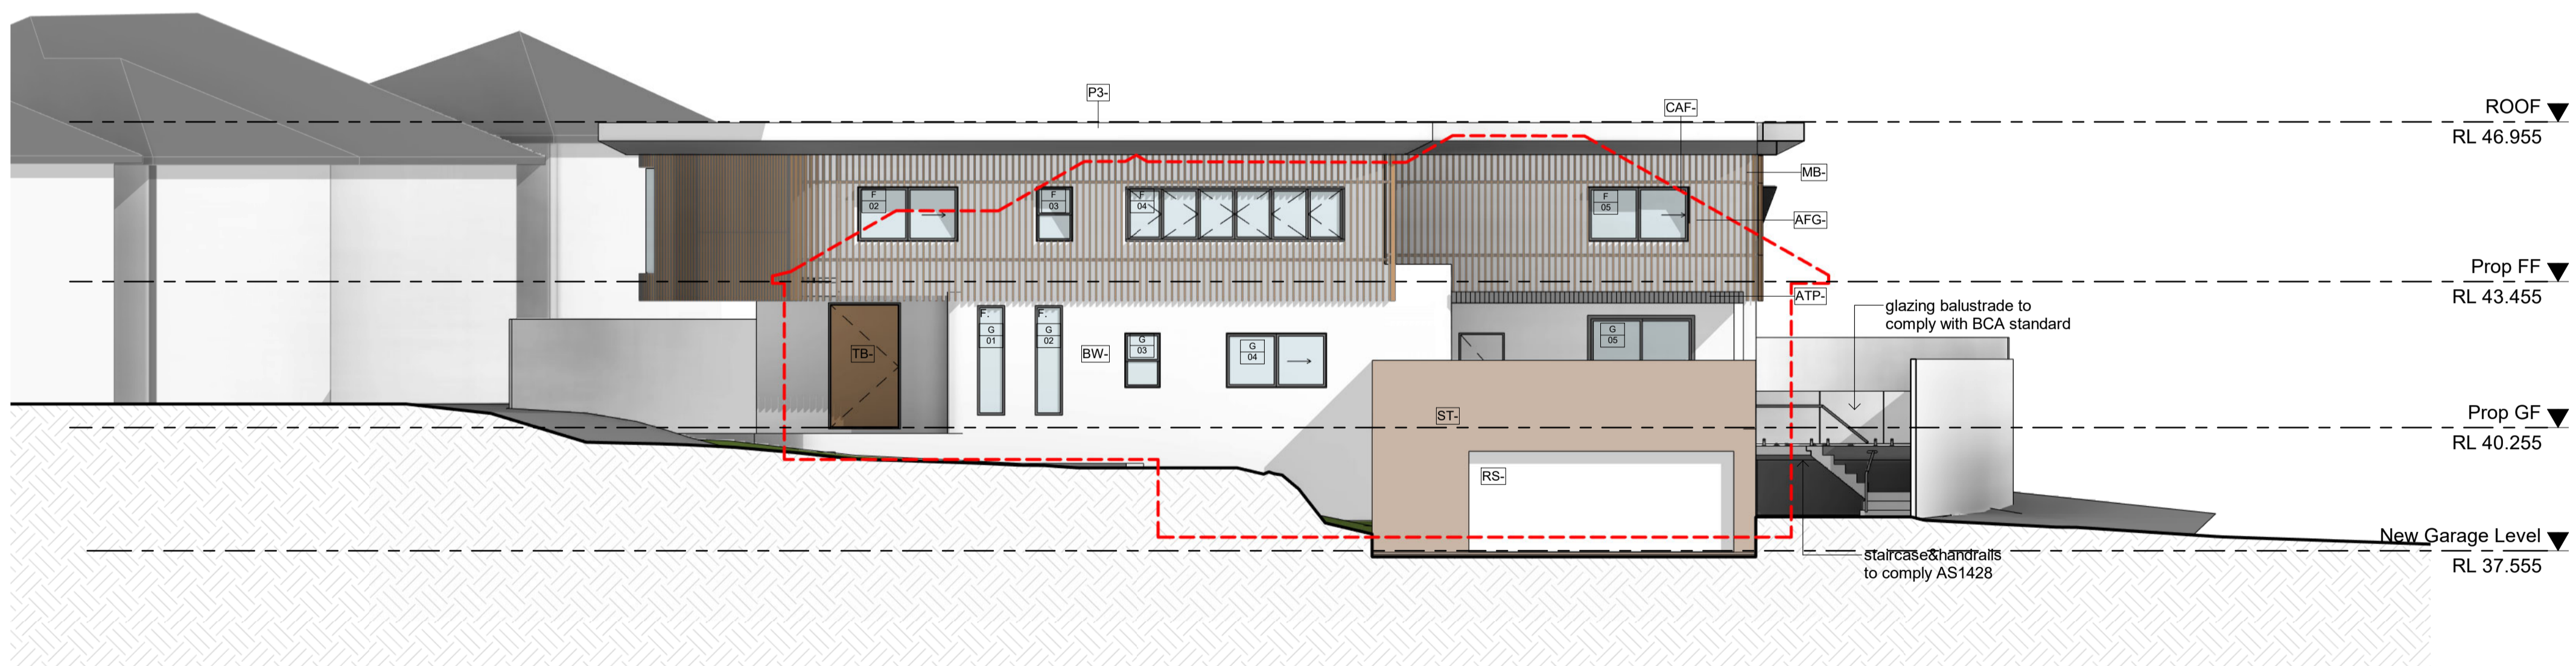 P3-
CAF-
ROOF
RL 46.955
MB-
F
02
F
03
F
04
F
05
AFG-
Prop FF
RL 43.455
ATP-
glazing balustrade to
comply with BCA standard
F.
G
01
F.
G
02
G
03
G
04
G
05
TB-
BW-
ST-
Prop GF
RL 40.255
RS-
New Garage Level
RL 37.555
staircase&handrails
to comply AS1428